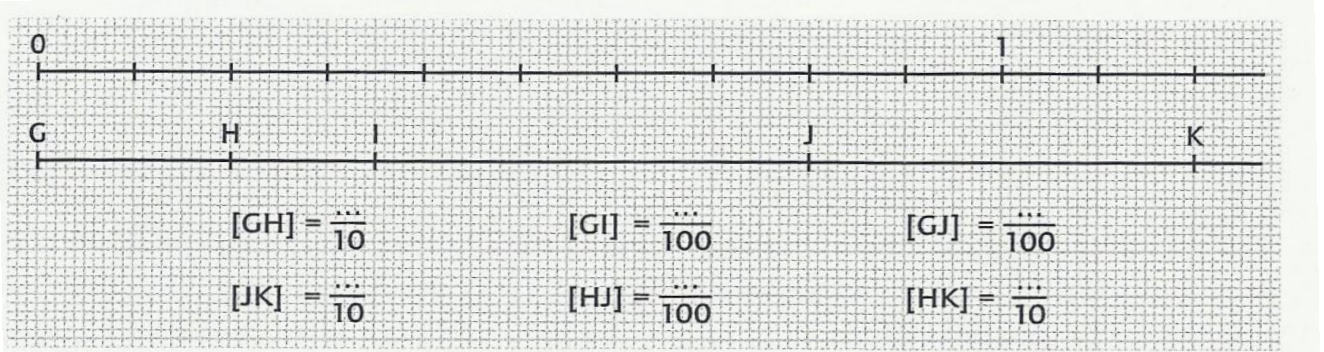 0 1
G H I J K
[GH] = .../10 [GI] = .../100 [GJ] = .../100
[JK] = .../10 [HJ] = .../100 [HK] = .../10